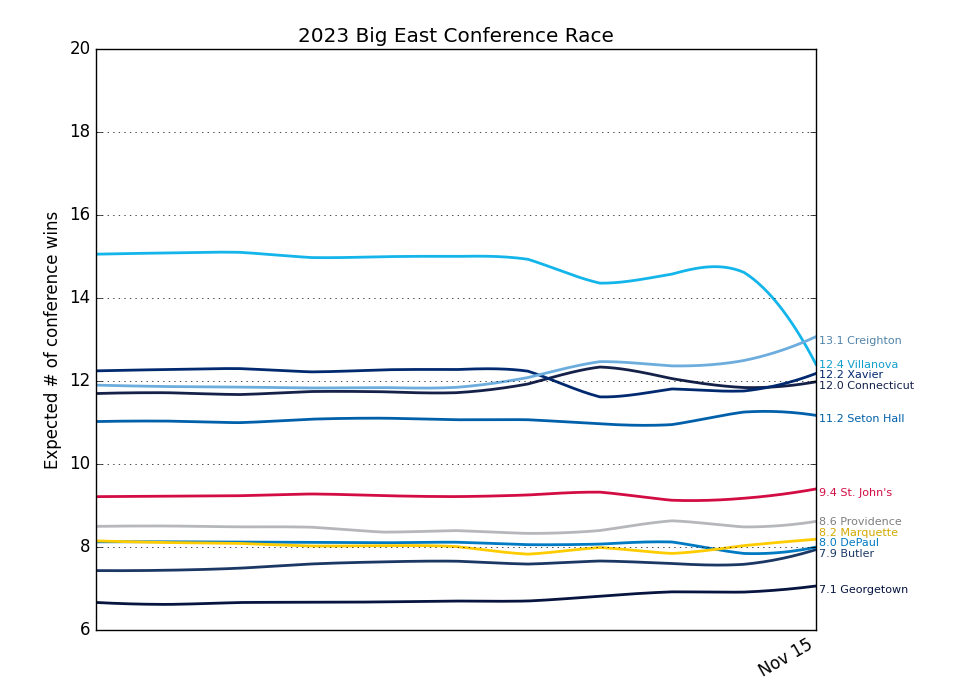 2023 Big East Conference Race
Expected # of conference wins
20
18
16
14
12
10
8
6
13.1 Creighton
12.4 Villanova
12.2 Xavier
12.0 Connecticut
11.2 Seton Hall
9.4 St. John's
8.6 Providence
8.2 Marquette
8.0 DePaul
7.9 Butler
7.1 Georgetown
Nov 15